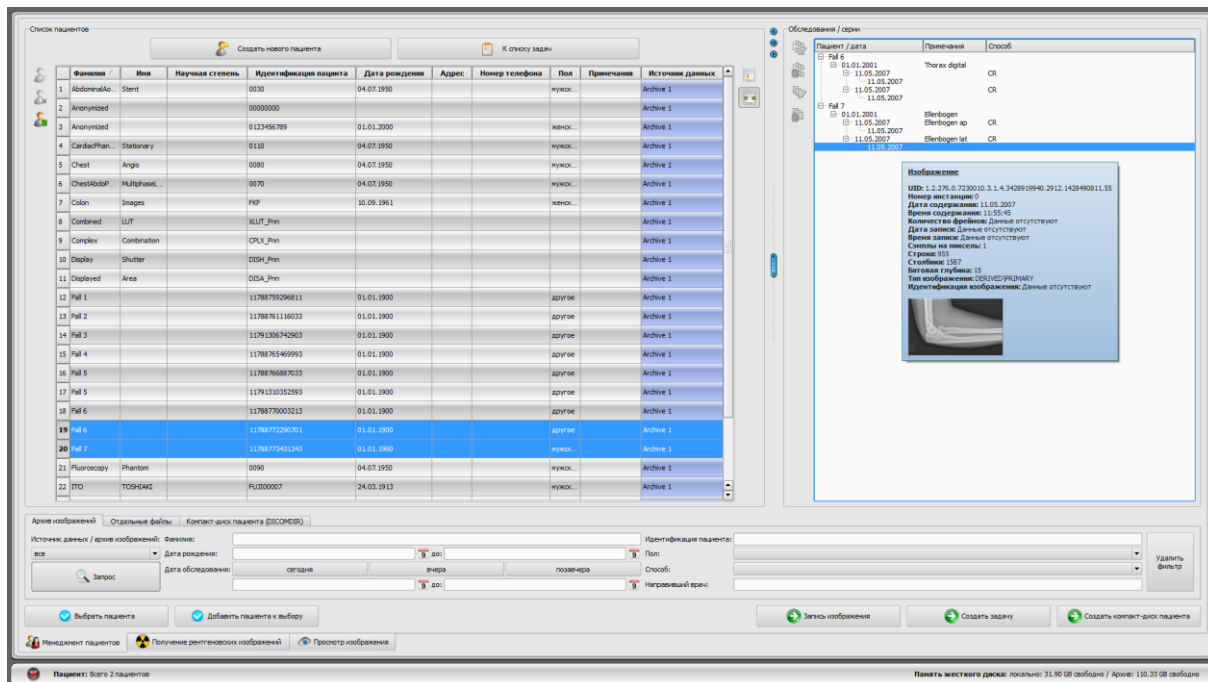 Список пациентов
Создать нового пациента
К списку задач
Фамилия Имя Научная степень Идентификация пациента Дата рождения Адрес Номер телефона Пол Примечания Источник данных
1 AbdominalAo... Stent 0030 04.07.1950 мужск... Archive 1
2 Anonymized 00000000 Archive 1
3 Anonymized 0123456789 01.01.2000 женск... Archive 1
4 CardiacPhan... Stationary 0110 04.07.1950 мужск... Archive 1
5 Chest Angio 0080 04.07.1950 мужск... Archive 1
6 ChestAbdoP... MultiphaseL... 0070 04.07.1950 мужск... Archive 1
7 Colon Images FKF 10.09.1961 женск... Archive 1
8 Combined LUT XLUT_Pnn Archive 1
9 Complex Combination CPLX_Pnn Archive 1
10 Display Shutter DISH_Pnn Archive 1
11 Displayed Area DISA_Pnn Archive 1
12 Fall 1 11788759296811 01.01.1900 другое Archive 1
13 Fall 2 11788761116033 01.01.1900 другое Archive 1
14 Fall 3 11791306742903 01.01.1900 другое Archive 1
15 Fall 4 11788765469993 01.01.1900 другое Archive 1
16 Fall 5 11788766887033 01.01.1900 другое Archive 1
17 Fall 5 11791310352593 01.01.1900 другое Archive 1
18 Fall 6 11788770003213 01.01.1900 другое Archive 1
19 Fall 6 11788772290701 01.01.1900 другое Archive 1
20 Fall 7 11788773431343 01.01.1960 мужск... Archive 1
21 Fluoroscopy Phantom 0090 04.07.1950 мужск... Archive 1
22 ITO TOSHIAKI FUJI00007 24.03.1913 мужск... Archive 1
Обследования / серии
Пациент / дата Примечания Способ
Fall 6
01.01.2001 Thorax digital
11.05.2007 CR
11.05.2007
11.05.2007 CR
11.05.2007
Fall 7
01.01.2001 Ellenbogen
11.05.2007 Ellenbogen ap CR
11.05.2007
11.05.2007 Ellenbogen lat CR
11.05.2007
Изображение
UID: 1.2.276.0.7230010.3.1.4.3428919940.2912.1428490811.55
Номер инстанции: 0
Дата содержания: 11.05.2007
Время содержания: 11:55:45
Количество фреймов: Данные отсутствуют
Дата записи: Данные отсутствуют
Время записи: Данные отсутствуют
Сэмплы на пиксель: 1
Строки: 955
Столбики: 1587
Битовая глубина: 15
Тип изображения: DERIVED\PRIMARY
Идентификация изображения: Данные отсутствуют
Архив изображений Отдельные файлы Компакт-диск пациента (DICOMDIR)
Источник данных / архив изображений: Фамилия: Идентификация пациента:
все Дата рождения: 9 до: 9 Пол:
Запрос Дата обследования: сегодня вчера позавчера Способ:
9 до: 9 Направивший врач:
Удалить фильтр
Выбрать пациента Добавить пациента к выбору Запись изображения Создать задачу Создать компакт-диск пациента
Менеджмент пациентов Получение рентгеновских изображений Просмотр изображения
Пациент: Всего 2 пациентов Память жесткого диска: локально: 31.90 GB свободно / Архив: 110.33 GB свободно